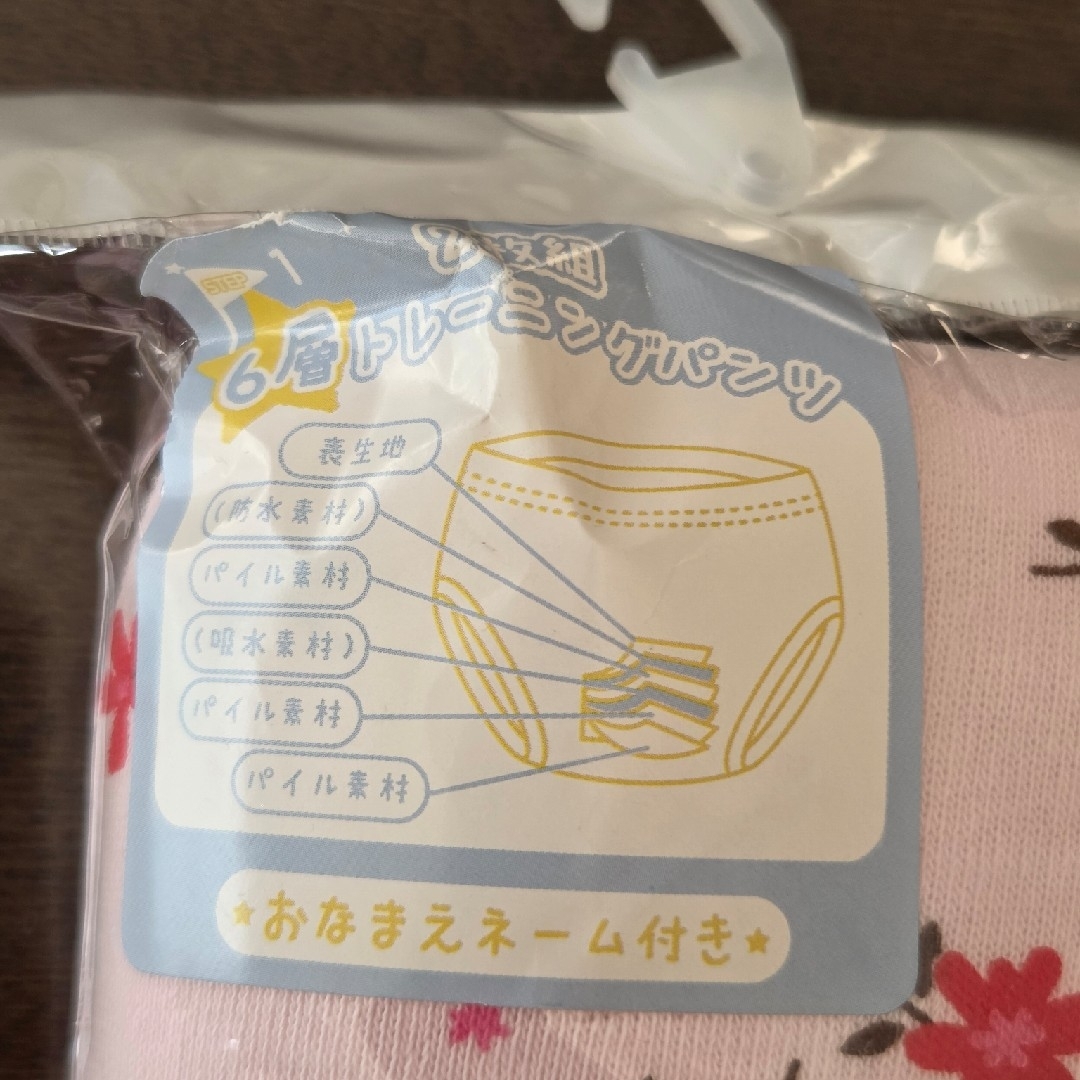 2枚組
STEP 1
6層トレーニングパンツ
表生地
(防水素材)
パイル素材
(吸水素材)
パイル素材
パイル素材
★おなまえネーム付き★